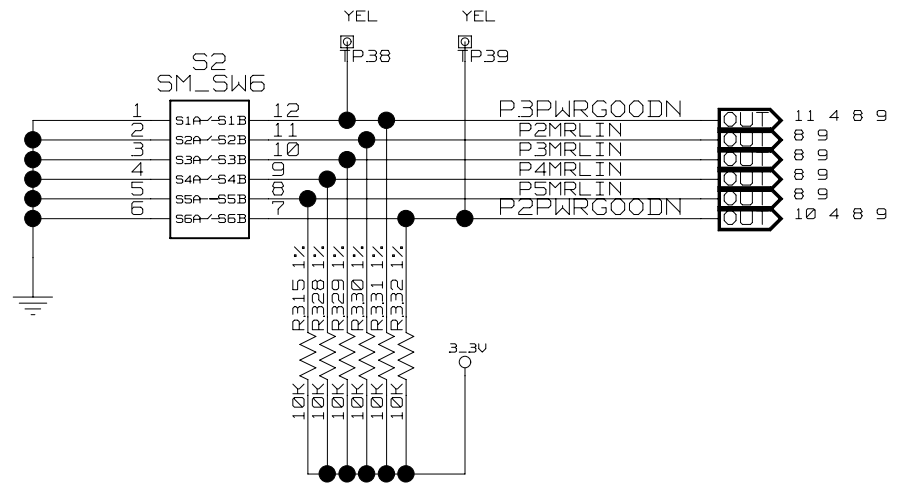 YEL
YEL
TP38
TP39
S2
SM_SW6
1 S1A S1B 12 P3PWRGOODN OUT 11 4 8 9
2 S2A S2B 11 P2MRLIN OUT 8 9
3 S3A S3B 10 P3MRLIN OUT 8 9
4 S4A S4B 9 P4MRLIN OUT 8 9
5 S5A S5B 8 P5MRLIN OUT 8 9
6 S6A S6B 7 P2PWRGOODN OUT 10 4 8 9
R315 1%
R328 1%
R329 1%
R330 1%
R331 1%
R332 1%
3_3V
10K
10K
10K
10K
10K
10K